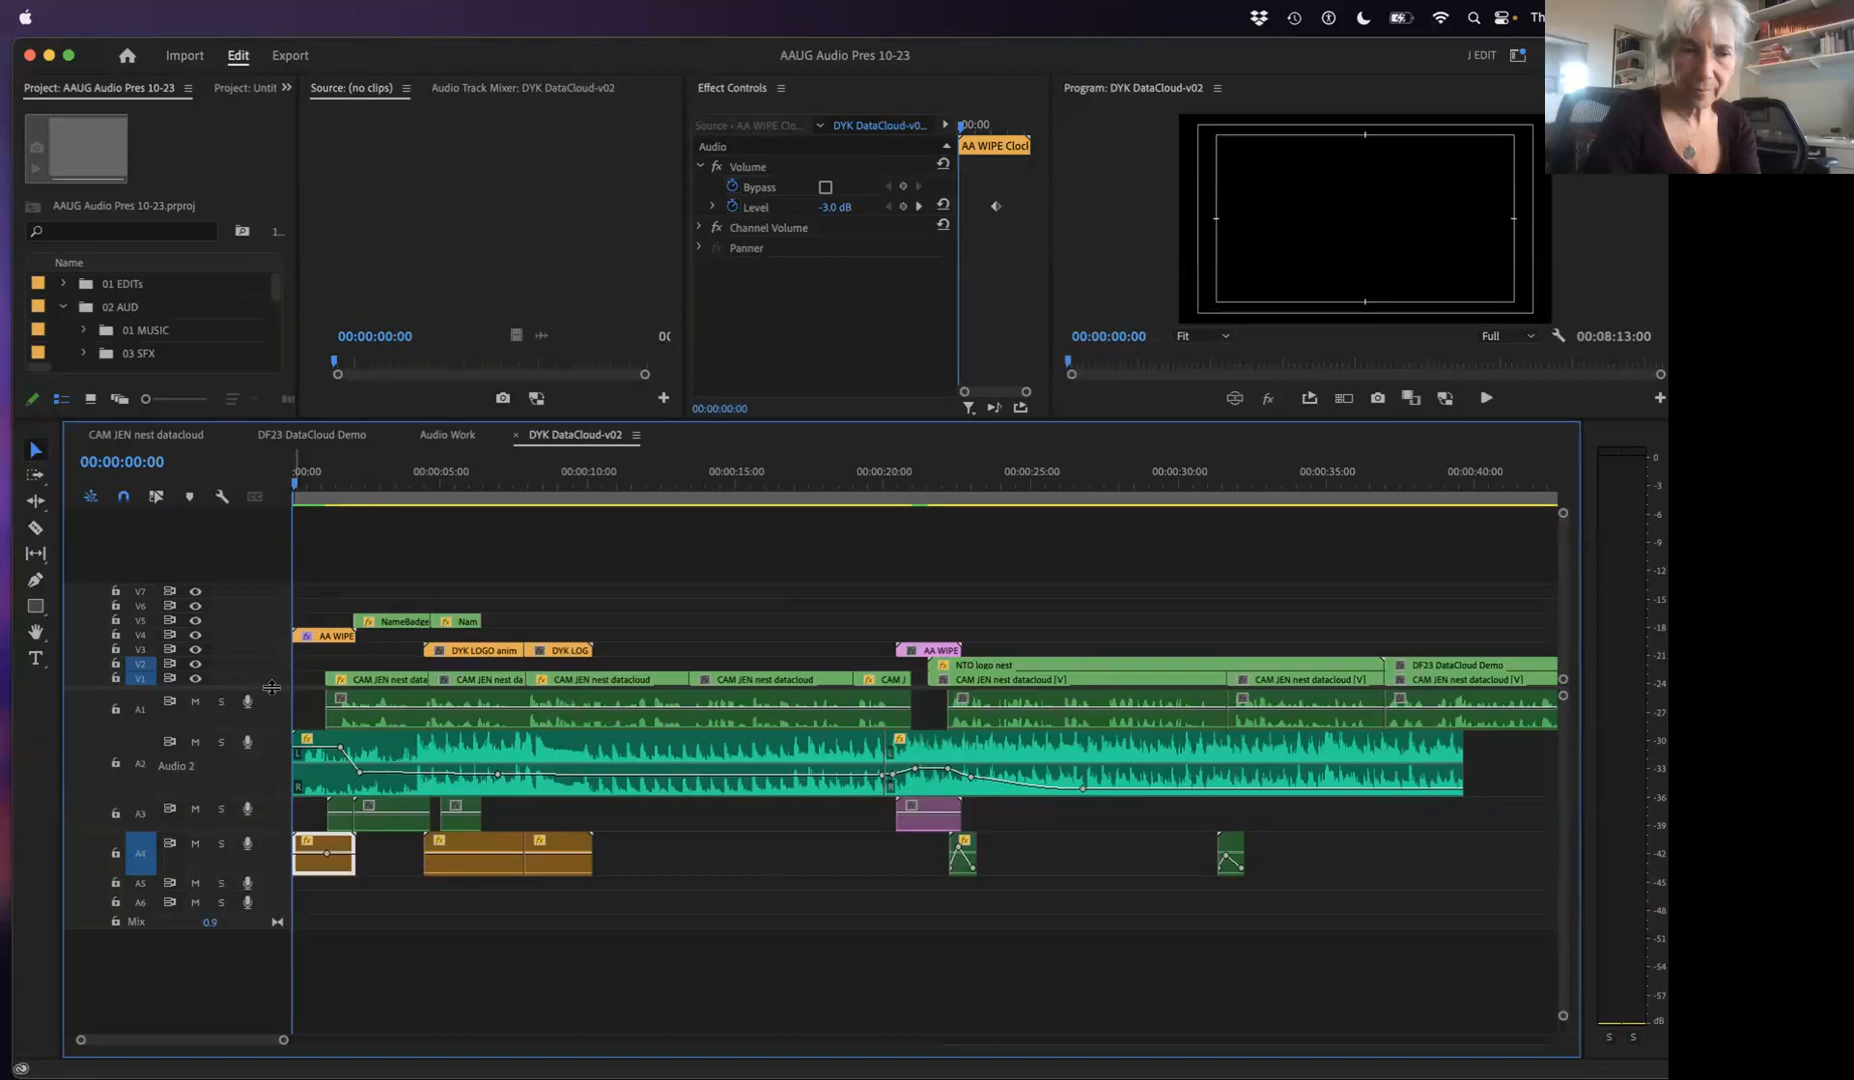 Th
Import
Edit
Export
AAUG Audio Pres 10-23
J EDIT
Project: AAUG Audio Pres 10-23
Project: Untit
Source: (no clips)
Audio Track Mixer: DYK DataCloud-v02
Effect Controls
Program: DYK DataCloud-v02
Source - AA WIPE Clo...
DYK DataCloud-v0...
:00:00
Audio
AA WIPE Clocl
Volume
Bypass
Level
-3.0 dB
Channel Volume
Panner
AAUG Audio Pres 10-23.prproj
1...
Name
01 EDITs
02 AUD
01 MUSIC
03 SFX
00:00:00:00
00
00:00:00:00
00:00:00:00
Fit
Full
00:08:13:00
CAM JEN nest datacloud
DF23 DataCloud Demo
Audio Work
× DYK DataCloud-v02
00:00:00:00
:00:00
00:00:05:00
00:00:10:00
00:00:15:00
00:00:20:00
00:00:25:00
00:00:30:00
00:00:35:00
00:00:40:00
V7
V6
V5
NameBadge
Nam
V4
AA WIPE
V3
DYK LOGO anim
DYK LOG
AA WIPE
V2
NTO logo nest
DF23 DataCloud Demo
V1
CAM JEN nest data
CAM JEN nest da
CAM JEN nest datacloud
CAM JEN nest datacloud
CAM J
CAM JEN nest datacloud [V]
CAM JEN nest datacloud [V]
CAM JEN nest datacloud [V]
A1 M S
A2 M S
Audio 2
L
R
L
R
A3 M S
A4 M S
A5 M S
A6 M S
Mix 0.9
0
-3
-6
-9
-12
-15
-18
-21
-24
-27
-30
-33
-36
-39
-42
-45
-48
-51
-54
-57
dB
S S